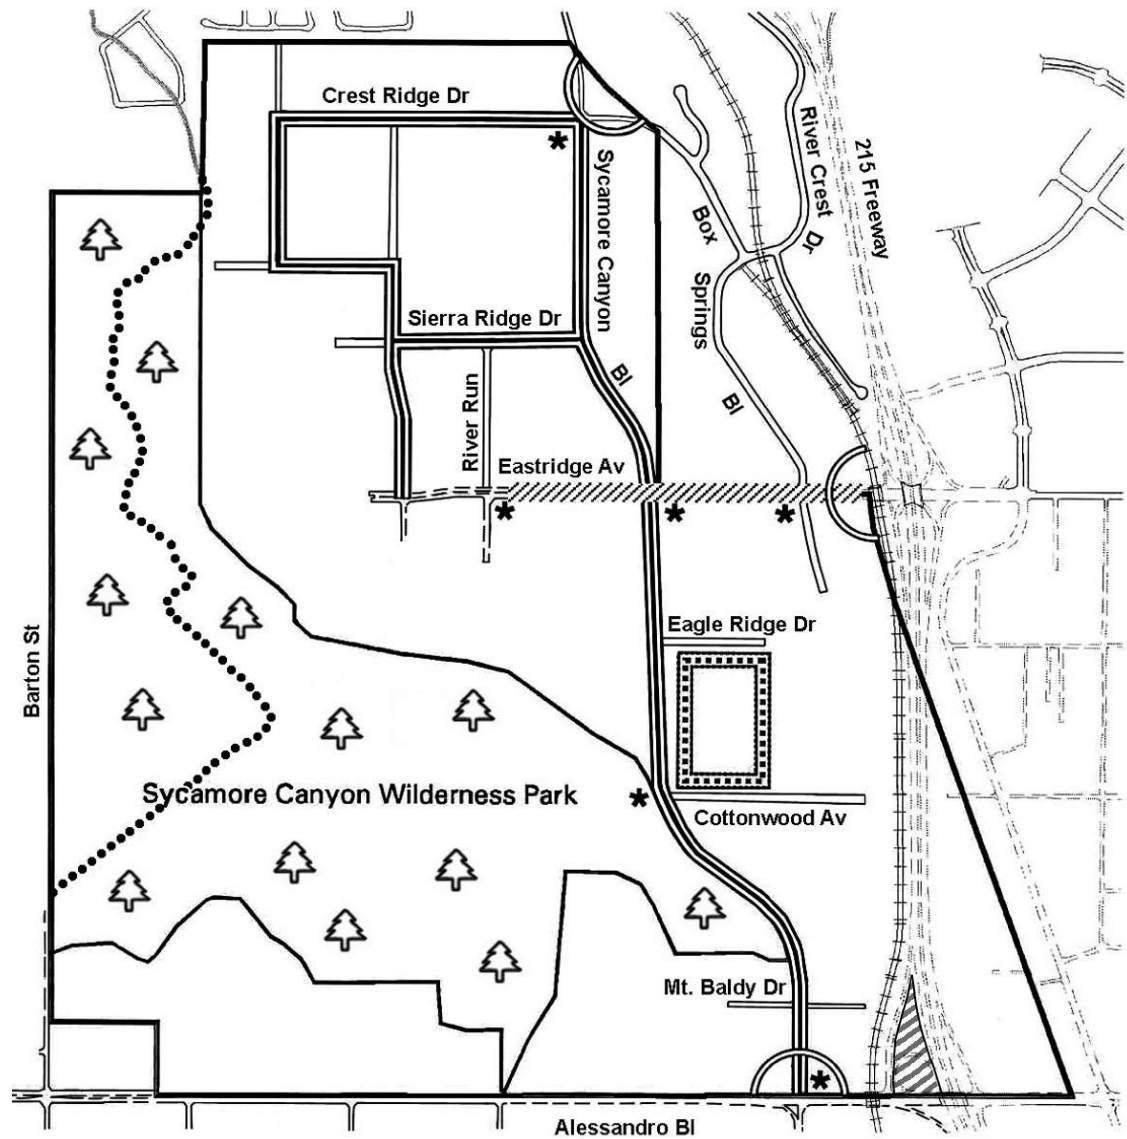 Crest Ridge Dr
Sycamore Canyon
Bl
Box
Springs
Bl
River Crest
Dr
215 Freeway
Sierra Ridge Dr
River Run
Eastridge Av
Eagle Ridge Dr
Barton St
Sycamore Canyon Wilderness Park
Cottonwood Av
Mt. Baldy Dr
Alessandro Bl